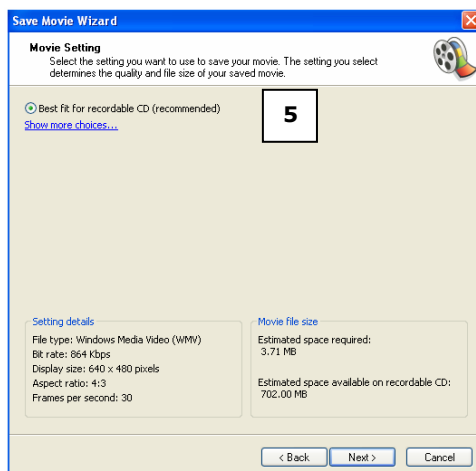 Save Movie Wizard
Movie Setting
Select the setting you want to use to save your movie. The setting you select
determines the quality and file size of your saved movie.
Best fit for recordable CD (recommended)
Show more choices...
5
Setting details
File type: Windows Media Video (WMV)
Bit rate: 864 Kbps
Display size: 640 x 480 pixels
Aspect ratio: 4:3
Frames per second: 30
Movie file size
Estimated space required:
3.71 MB
Estimated space available on recordable CD:
702.00 MB
< Back
Next >
Cancel